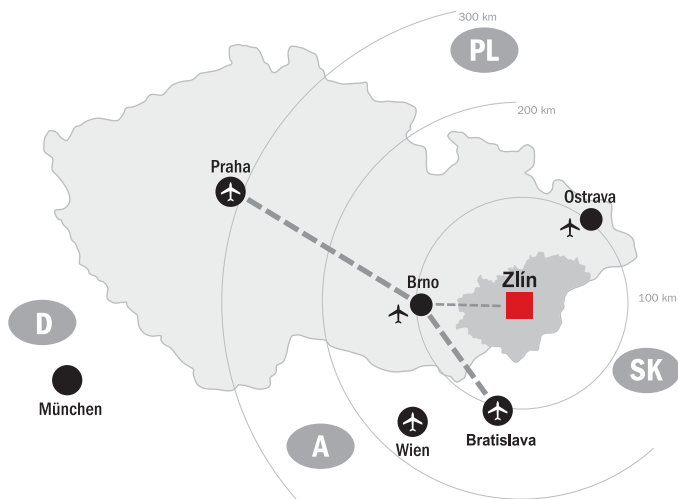 300 km
PL
200 km
Praha
Ostrava
Brno
Zlín
100 km
D
SK
München
A
Wien
Bratislava